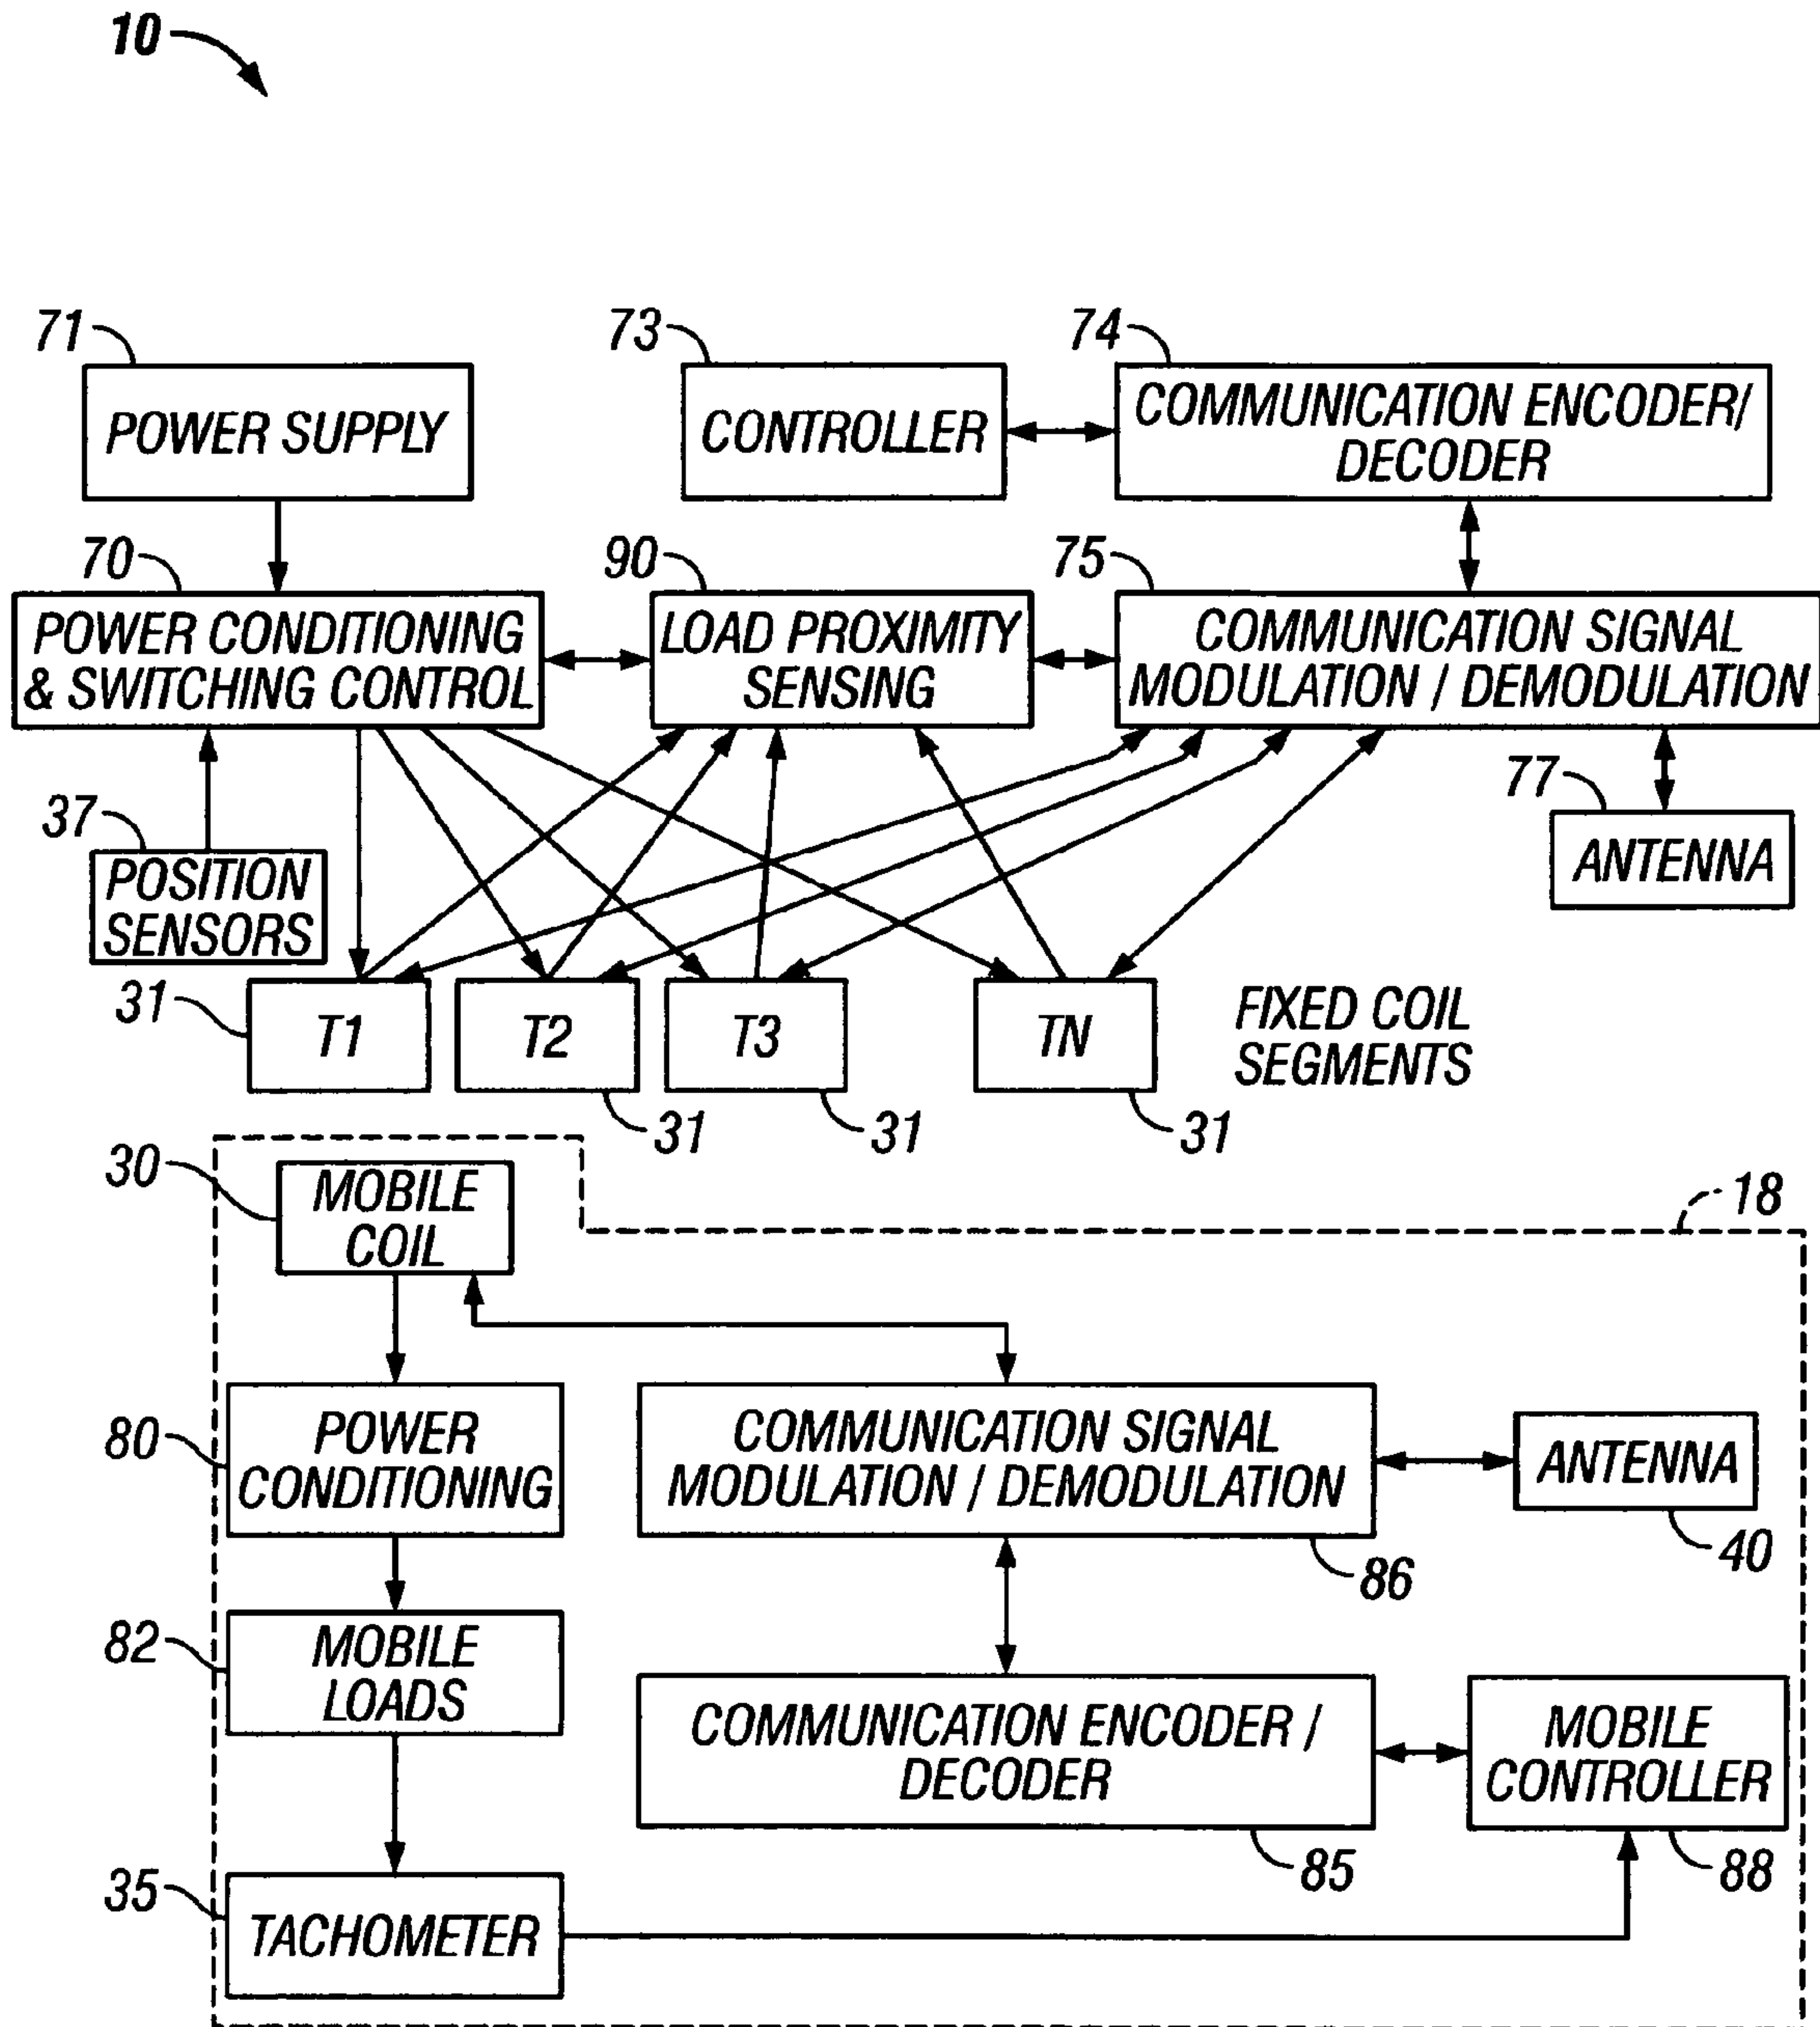 10
71
73
74
POWER SUPPLY
CONTROLLER
COMMUNICATION ENCODER/
DECODER
70
90
75
POWER CONDITIONING
& SWITCHING CONTROL
LOAD PROXIMITY
SENSING
COMMUNICATION SIGNAL
MODULATION / DEMODULATION
37
77
POSITION
SENSORS
ANTENNA
31
T1
T2
T3
TN
FIXED COIL
SEGMENTS
31
31
31
30
MOBILE
COIL
18
80
POWER
CONDITIONING
COMMUNICATION SIGNAL
MODULATION / DEMODULATION
ANTENNA
86
40
82
MOBILE
LOADS
COMMUNICATION ENCODER /
DECODER
MOBILE
CONTROLLER
85
88
35
TACHOMETER